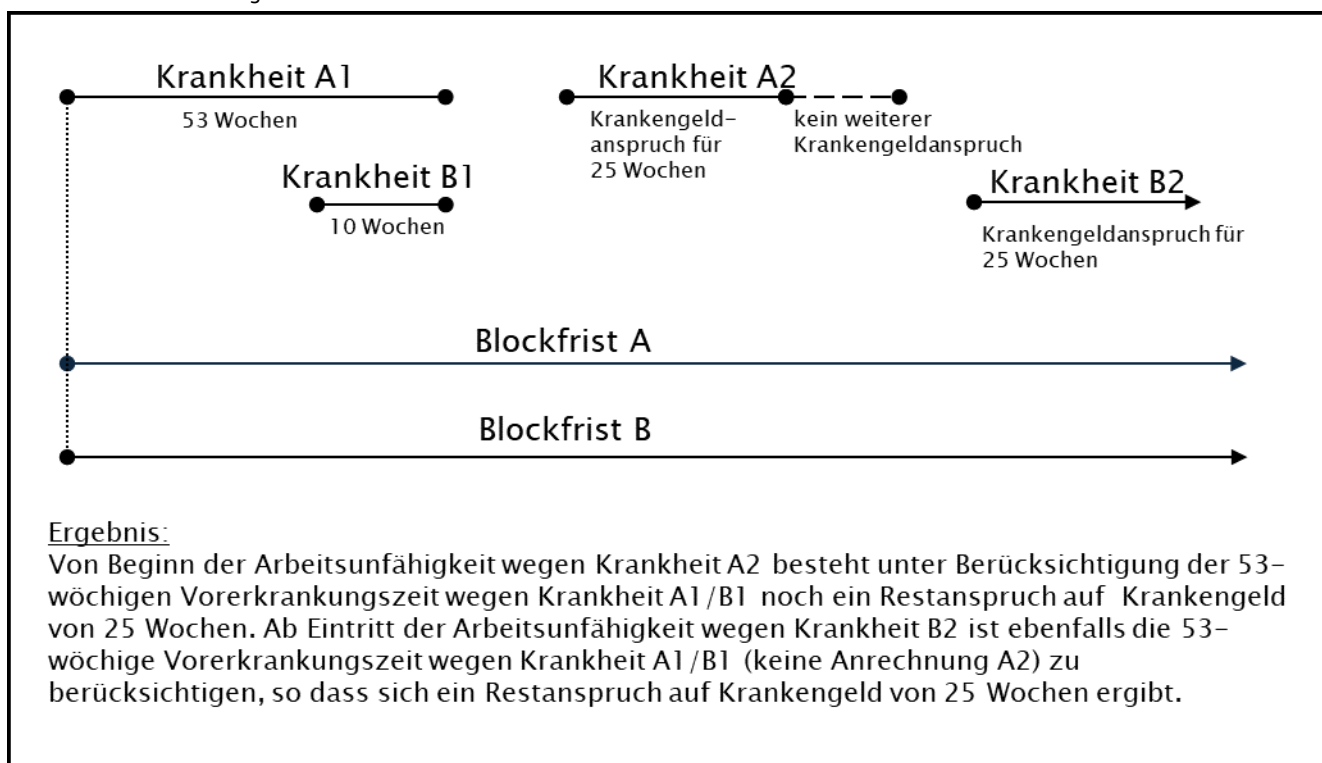 Krankheit A1
53 Wochen
Krankheit A2
Krankengeld-
anspruch für
25 Wochen
kein weiterer
Krankengeldanspruch
Krankheit B1
10 Wochen
Krankheit B2
Krankengeldanspruch für
25 Wochen
Blockfrist A
Blockfrist B
Ergebnis:
Von Beginn der Arbeitsunfähigkeit wegen Krankheit A2 besteht unter Berücksichtigung der 53-
wöchigen Vorerkrankungszeit wegen Krankheit A1/B1 noch ein Restanspruch auf Krankengeld
von 25 Wochen. Ab Eintritt der Arbeitsunfähigkeit wegen Krankheit B2 ist ebenfalls die 53-
wöchige Vorerkrankungszeit wegen Krankheit A1/B1 (keine Anrechnung A2) zu
berücksichtigen, so dass sich ein Restanspruch auf Krankengeld von 25 Wochen ergibt.